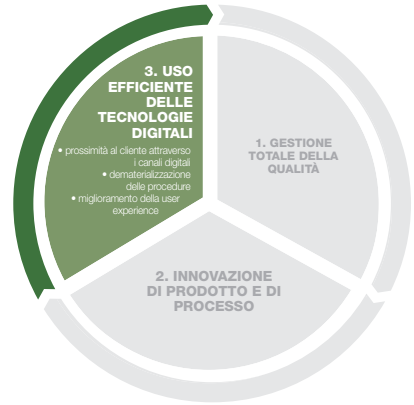 3. USO
EFFICIENTE
DELLE
TECNOLOGIE
DIGITALI
• prossimità al cliente attraverso
i canali digitali
• dematerializzazione
delle procedure
• miglioramento della user
experience
1. GESTIONE
TOTALE DELLA
QUALITÀ
2. INNOVAZIONE
DI PRODOTTO E DI
PROCESSO